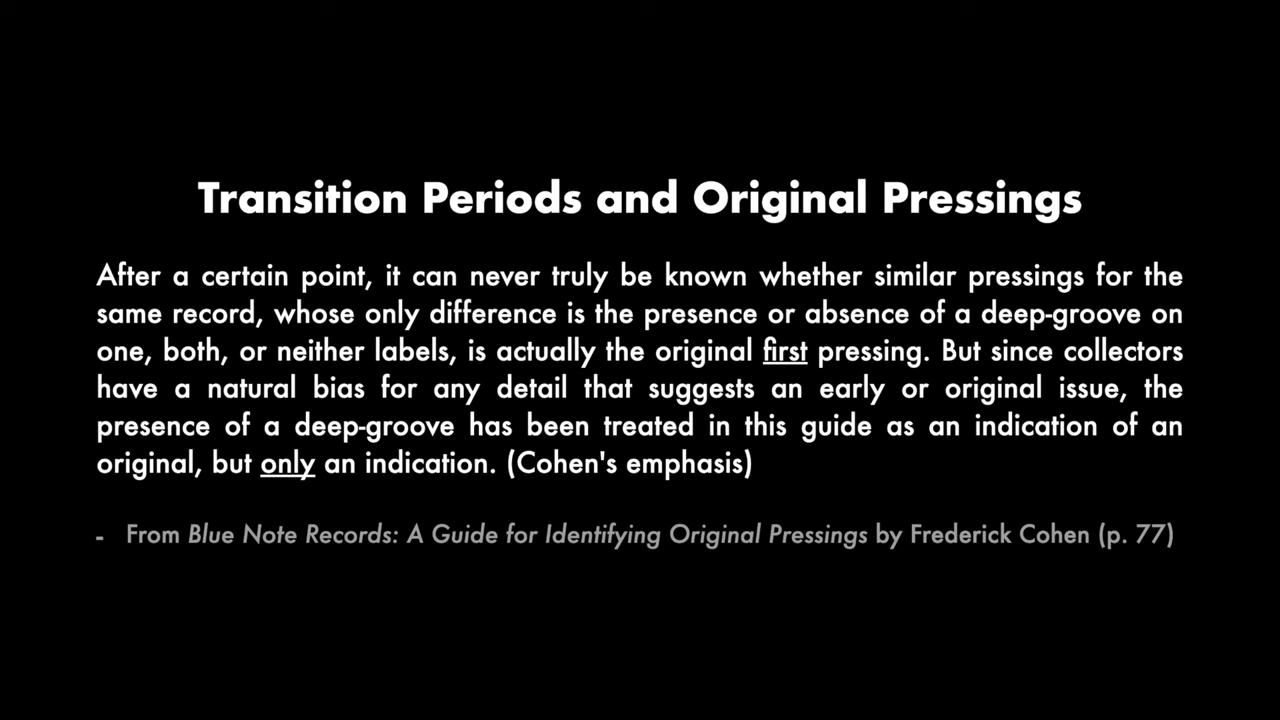 Transition Periods and Original Pressings
After a certain point, it can never truly be known whether similar pressings for the
same record, whose only difference is the presence or absence of a deep-groove on
one, both, or neither labels, is actually the original first pressing. But since collectors
have a natural bias for any detail that suggests an early or original issue, the
presence of a deep-groove has been treated in this guide as an indication of an
original, but only an indication. (Cohen's emphasis)
- From Blue Note Records: A Guide for Identifying Original Pressings by Frederick Cohen (p. 77)